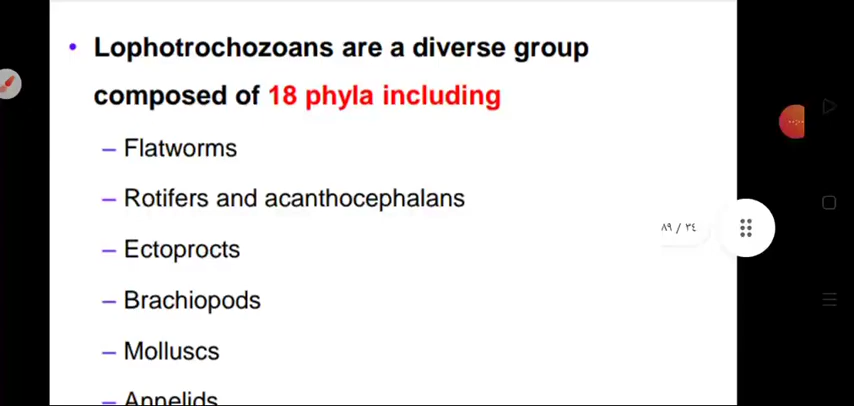 • Lophotrochozoans are a diverse group
composed of 18 phyla including
– Flatworms
– Rotifers and acanthocephalans
– Ectoprocts
– Brachiopods
– Molluscs
– Annelids
٨٩ / ٣٤